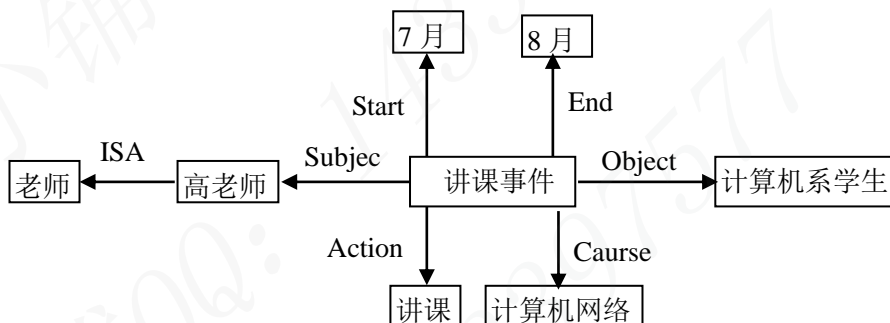 7 月
8 月
Start
End
ISA
Subjec
Object
老师
高老师
讲课事件
计算机系学生
Action
Caurse
讲课
计算机网络